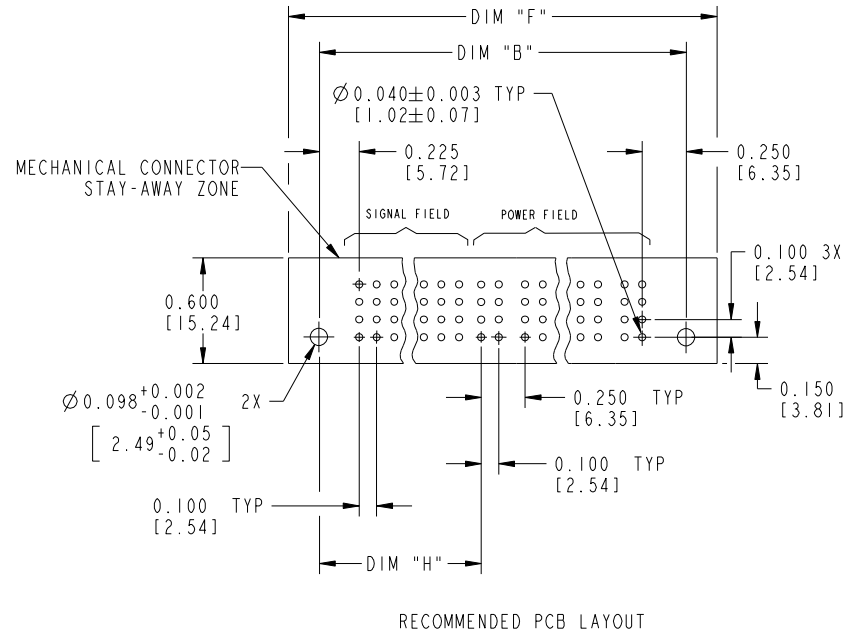 DIM "F"
DIM "B"
Ø0.040±0.003 TYP
[1.02±0.07]
0.225
[5.72]
0.250
[6.35]
MECHANICAL CONNECTOR
STAY-AWAY ZONE
SIGNAL FIELD
POWER FIELD
0.100 3X
[2.54]
0.600
[15.24]
0.150
[3.81]
Ø0.098+0.002
-0.001
2X
[2.49+0.05
-0.02]
0.250 TYP
[6.35]
0.100 TYP
[2.54]
0.100 TYP
[2.54]
DIM "H"
RECOMMENDED PCB LAYOUT